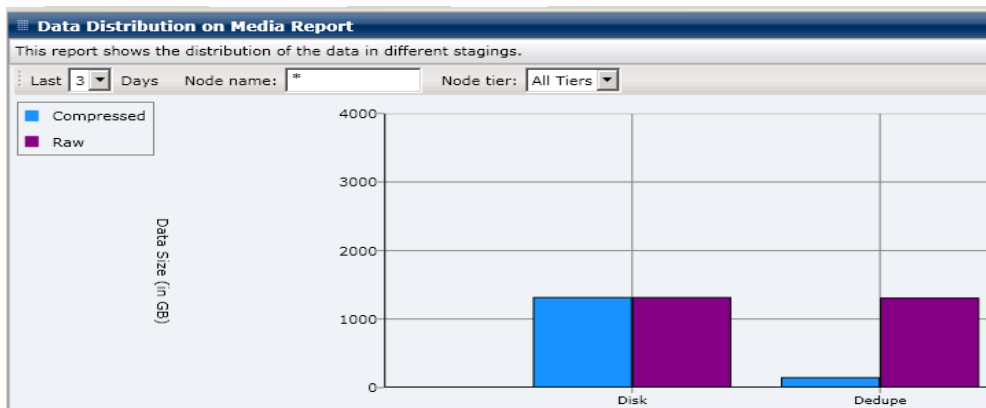 Data Distribution on Media Report
This report shows the distribution of the data in different stagings.
Last 3 Days Node name: * Node tier: All Tiers
Compressed
Raw
Data Size (in GB)
4000
3000
2000
1000
0
Disk Dedupe